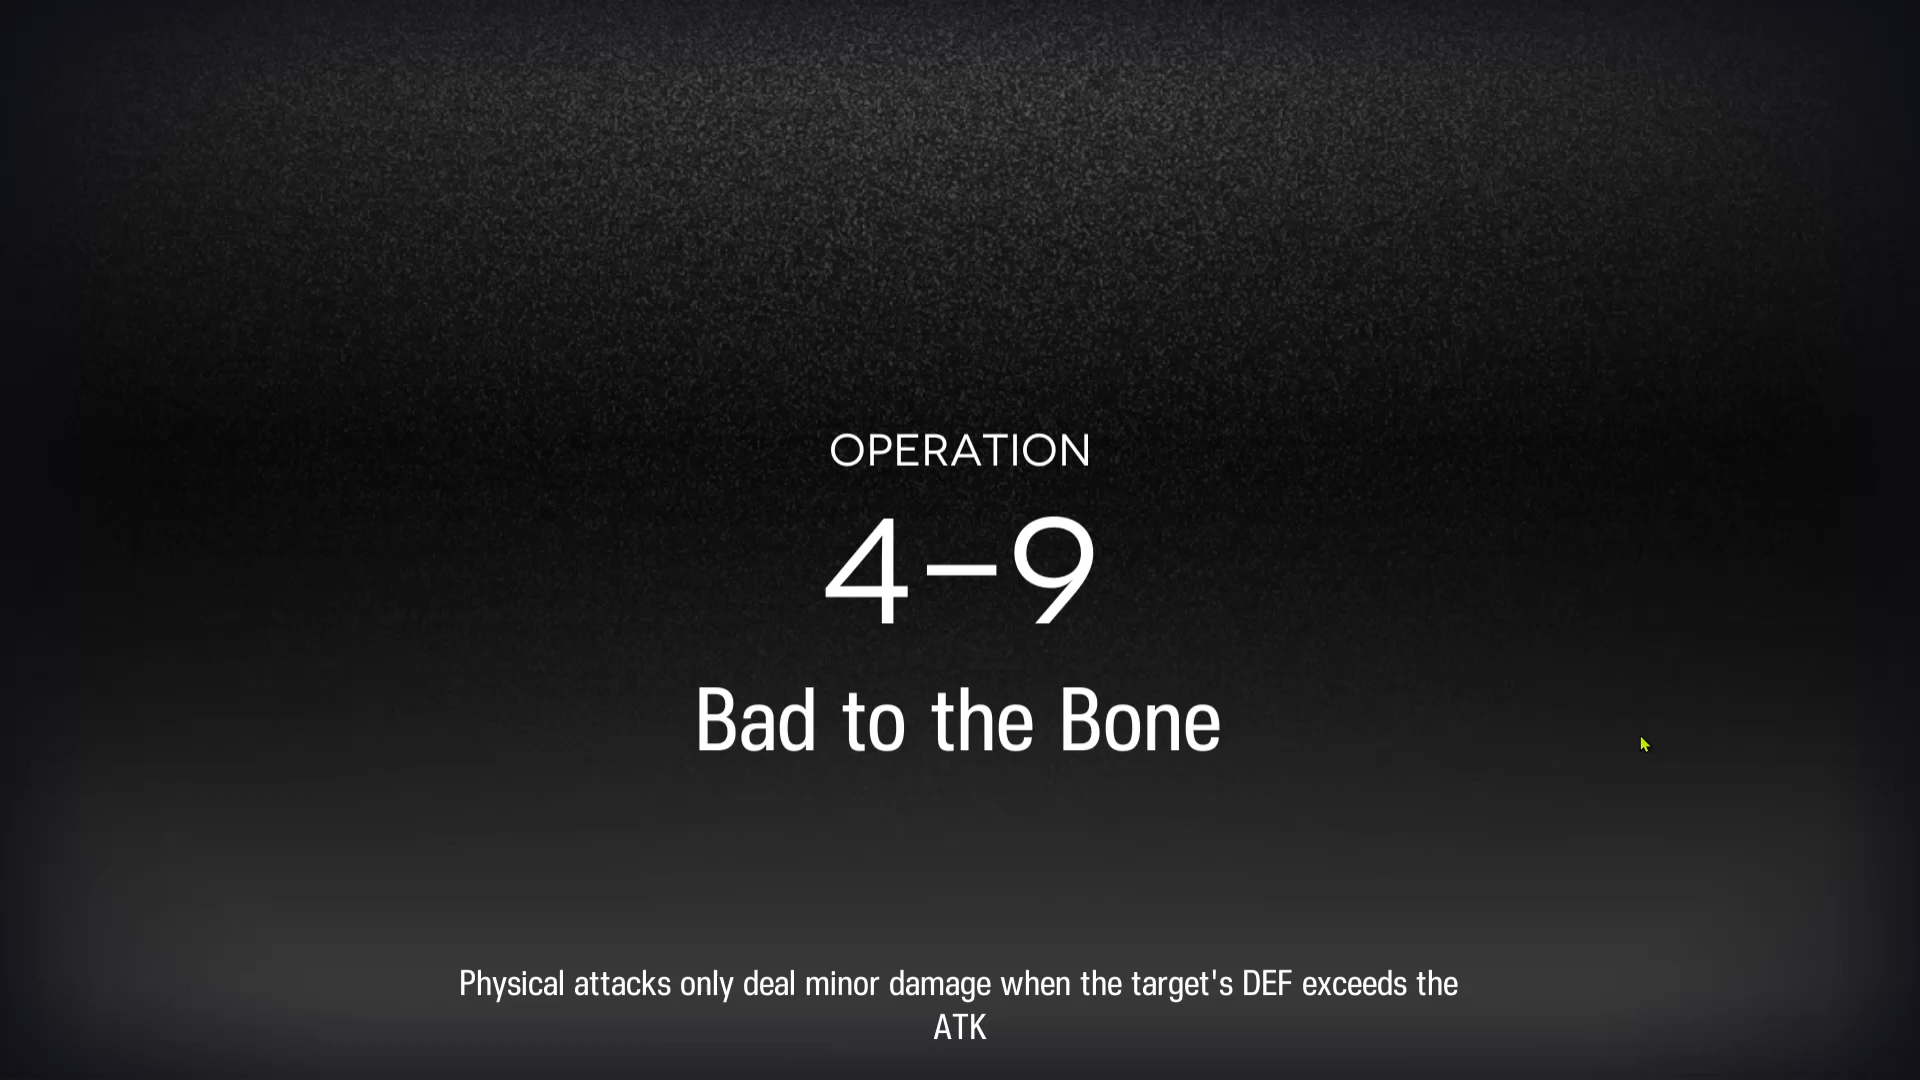 OPERATION
4–9
Bad to the Bone
Physical attacks only deal minor damage when the target's DEF exceeds the
ATK